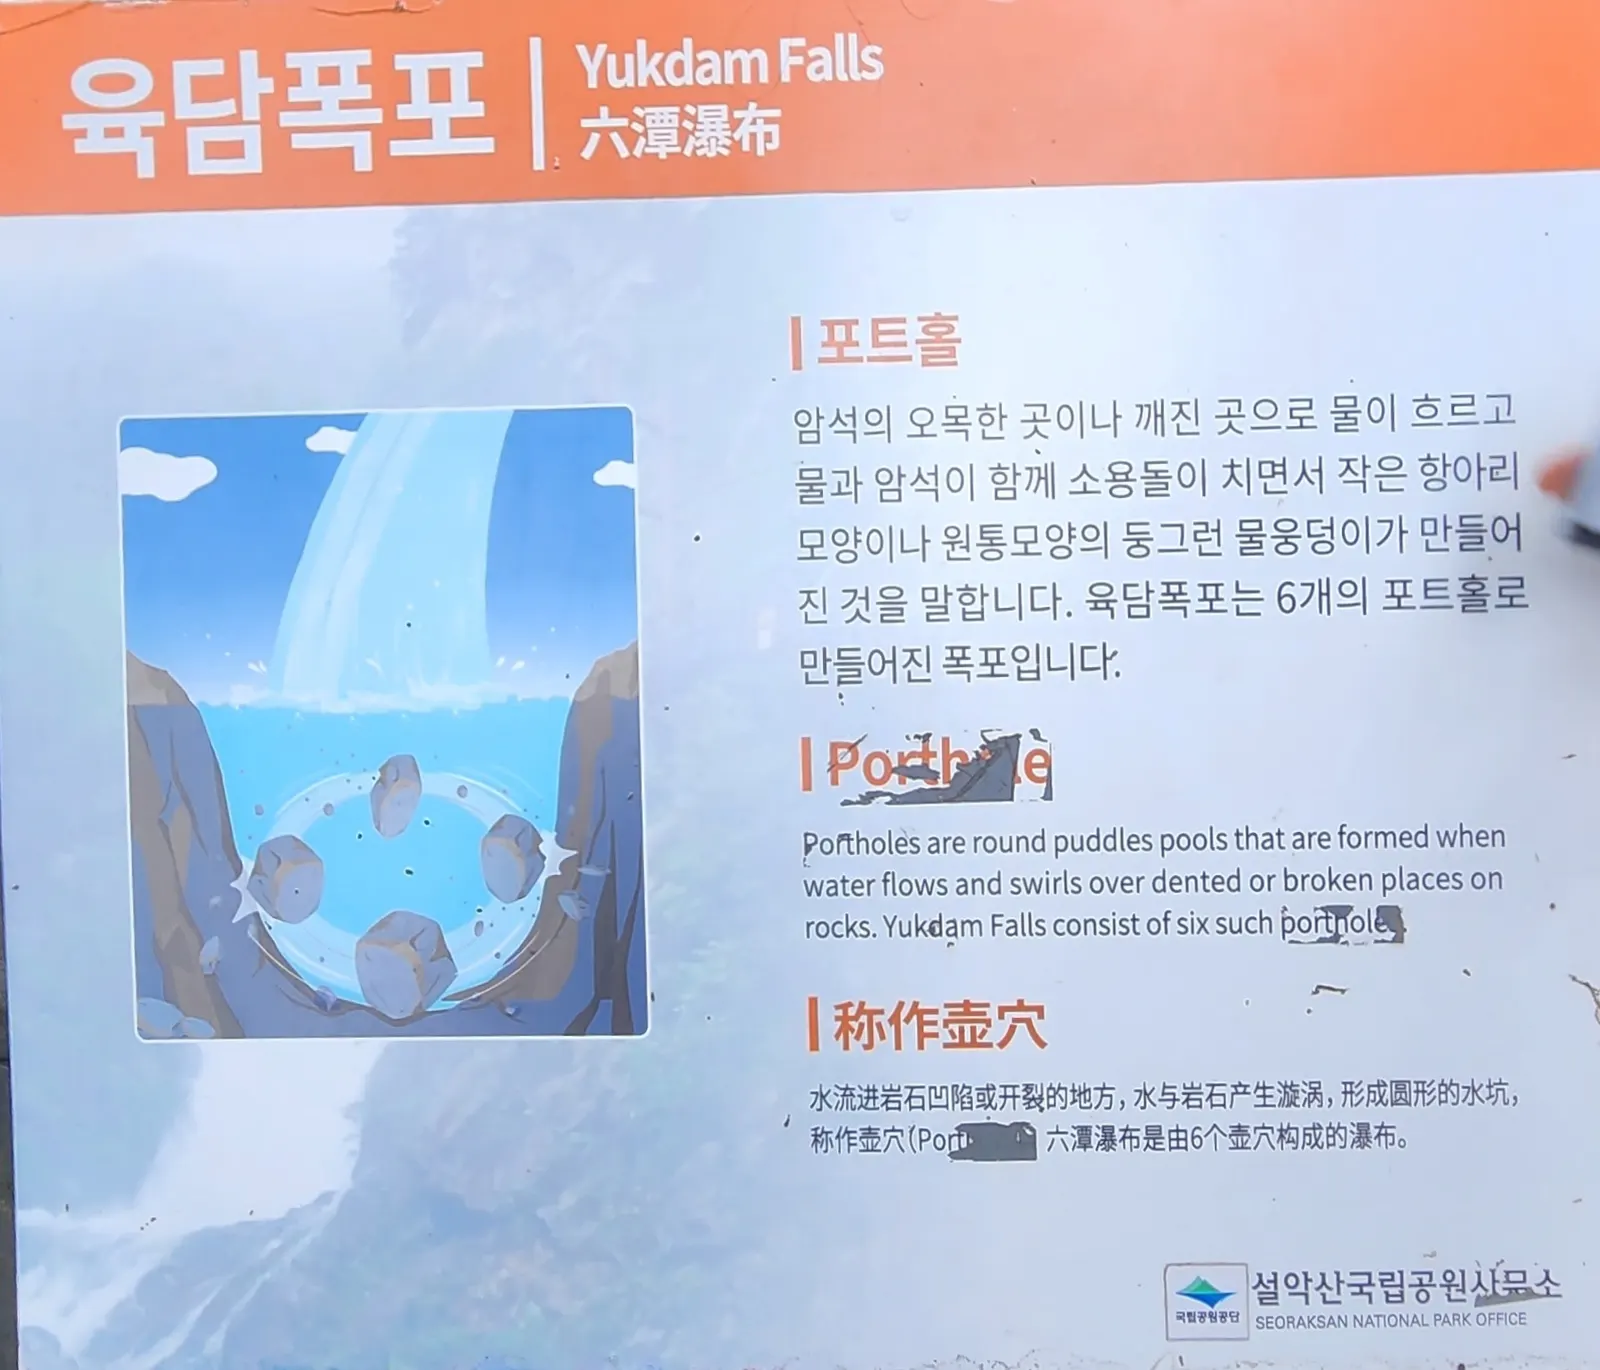 육담폭포
Yukdam Falls
六潭瀑布
포트홀
암석의 오목한 곳이나 깨진 곳으로 물이 흐르고
물과 암석이 함께 소용돌이 치면서 작은 항아리
모양이나 원통모양의 둥그런 물웅덩이가 만들어
진 것을 말합니다. 육담폭포는 6개의 포트홀로
만들어진 폭포입니다.
Porthole
Portholes are round puddles pools that are formed when
water flows and swirls over dented or broken places on
rocks. Yukdam Falls consist of six such
称作壶穴
水流进岩石凹陷或开裂的地方，水与岩石产生漩涡，形成圆形的水坑，
称作壶穴 六潭瀑布是由6个壶穴构成的瀑布。
국립공원공단
설악산국립공원사무소
SEORAKSAN NATIONAL PARK OFFICE